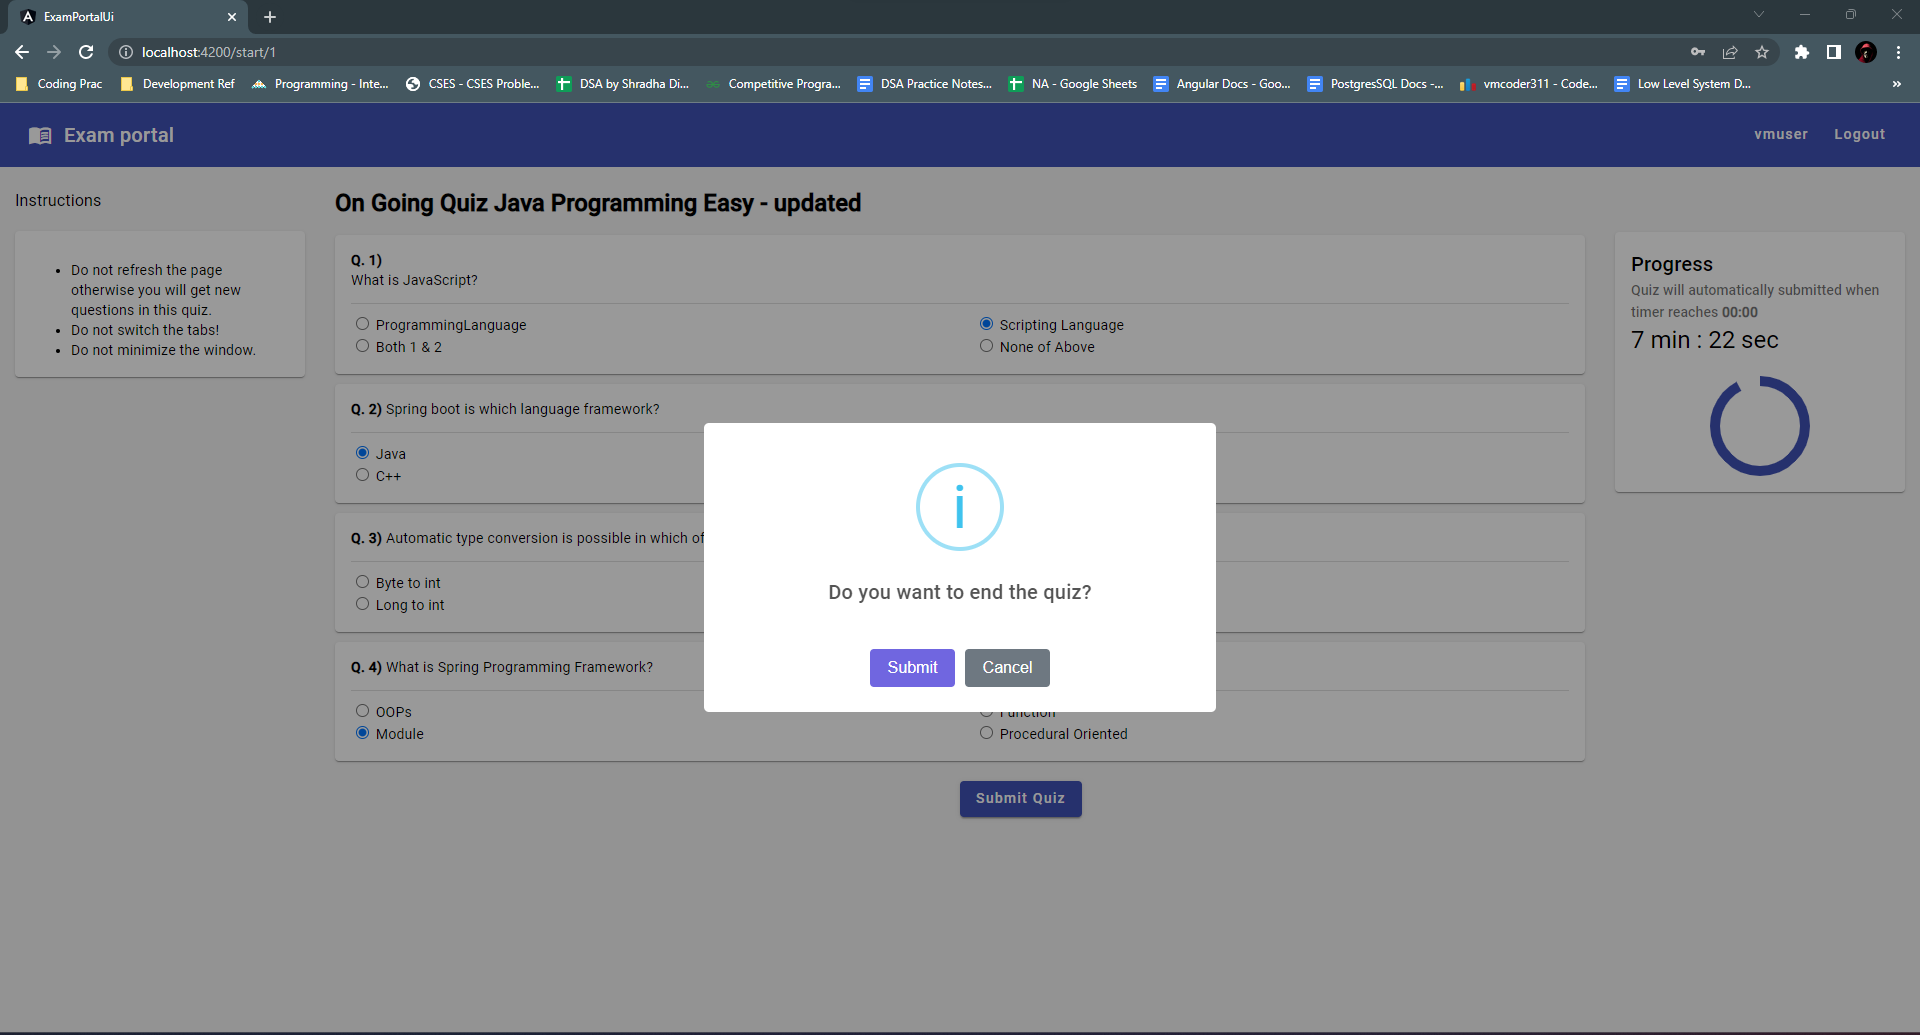 ExamPortalUi
localhost:4200/start/1
Coding Prac
Development Ref
Programming - Inte...
CSES - CSES Proble...
DSA by Shradha Di...
Competitive Progra...
DSA Practice Notes...
NA - Google Sheets
Angular Docs - Goo...
PostgresSQL Docs -...
vmcoder311 - Code...
Low Level System D...
Exam portal
vmuser
Logout
Instructions
Do not refresh the page
otherwise you will get new
questions in this quiz.
Do not switch the tabs!
Do not minimize the window.
On Going Quiz Java Programming Easy - updated
Q. 1)
What is JavaScript?
ProgrammingLanguage
Scripting Language
Both 1 & 2
None of Above
Q. 2) Spring boot is which language framework?
Java
C++
Q. 3) Automatic type conversion is possible in which of
Byte to int
Long to int
Q. 4) What is Spring Programming Framework?
OOPs
Function
Module
Procedural Oriented
Submit Quiz
Progress
Quiz will automatically submitted when
timer reaches 00:00
7 min : 22 sec
Do you want to end the quiz?
Submit
Cancel